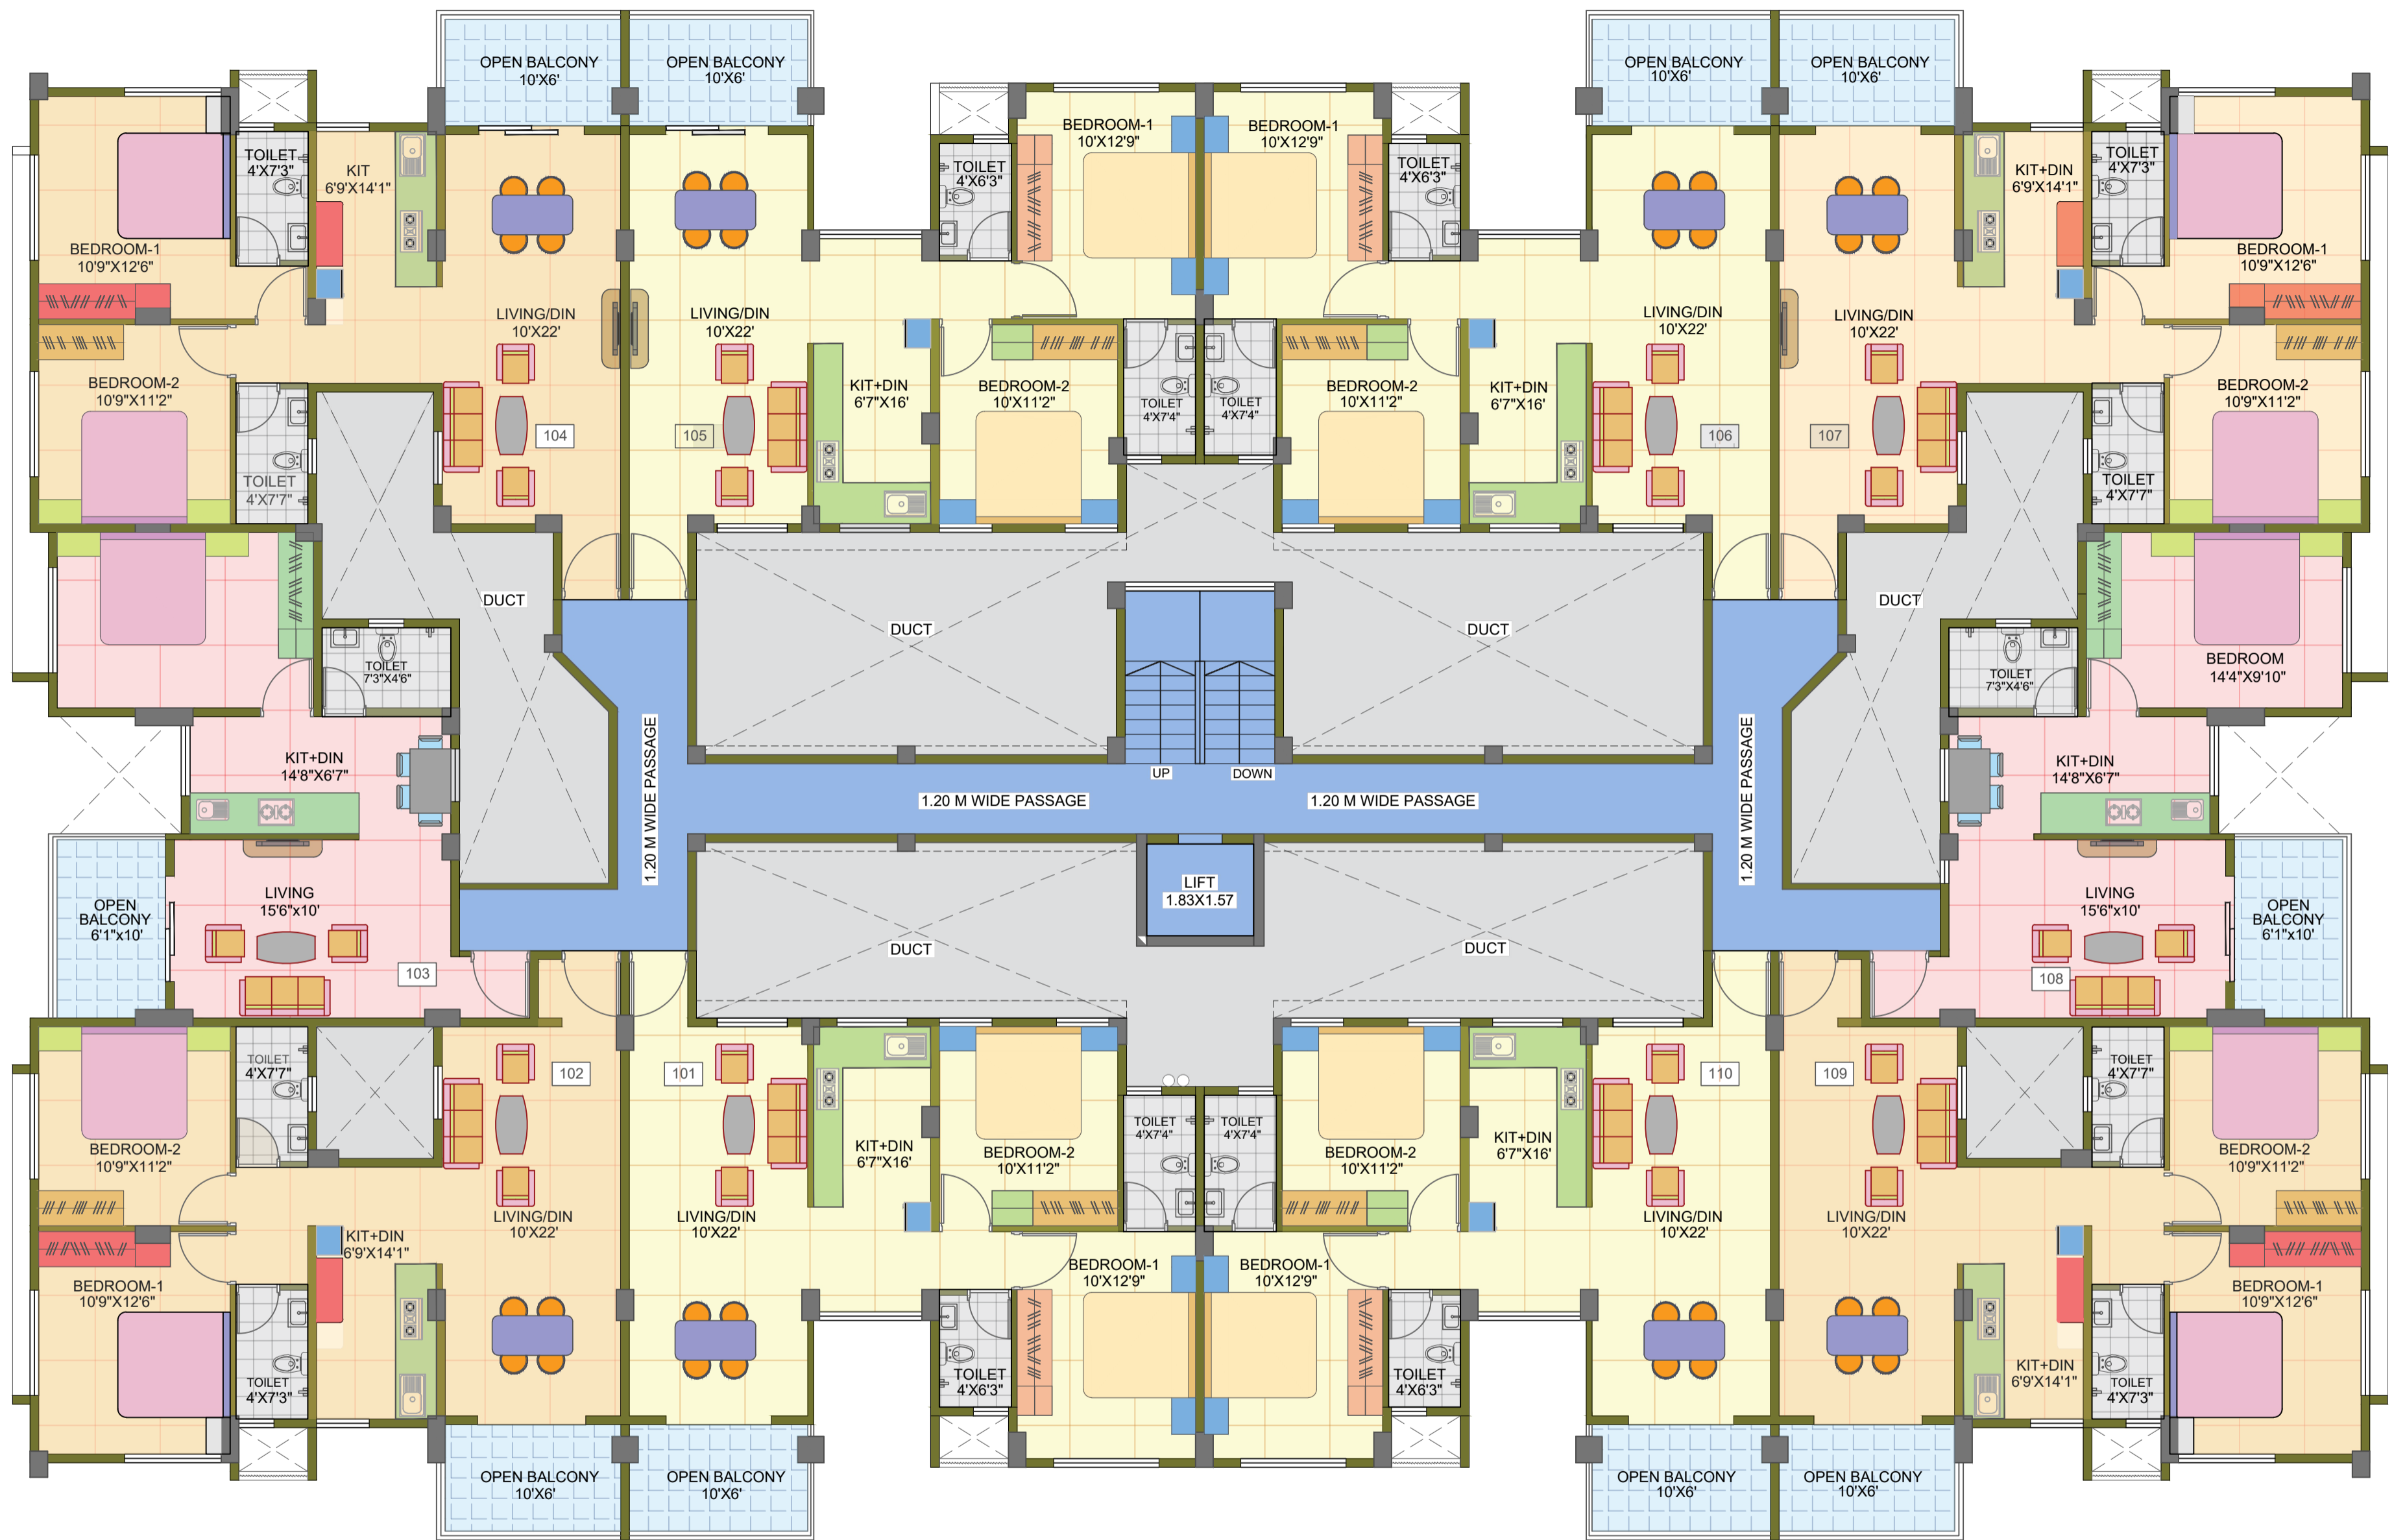 OPEN BALCONY
10'X6'
OPEN BALCONY
10'X6'
OPEN BALCONY
10'X6'
OPEN BALCONY
10'X6'
BEDROOM-1
10'9"X12'6"
TOILET
4'X7'3"
KIT
6'9'X14'1"
LIVING/DIN
10'X22'
104
BEDROOM-2
10'9"X11'2"
TOILET
4'X7'7"
LIVING/DIN
10'X22'
105
KIT+DIN
6'7"X16'
TOILET
4'X6'3"
BEDROOM-1
10'X12'9"
BEDROOM-2
10'X11'2"
TOILET
4'X7'4"
BEDROOM-1
10'X12'9"
TOILET
4'X6'3"
TOILET
4'X7'4"
BEDROOM-2
10'X11'2"
KIT+DIN
6'7"X16'
LIVING/DIN
10'X22'
106
LIVING/DIN
10'X22'
107
KIT+DIN
6'9'X14'1"
TOILET
4'X7'3"
BEDROOM-1
10'9"X12'6"
BEDROOM-2
10'9"X11'2"
TOILET
4'X7'7"
DUCT
DUCT
DUCT
DUCT
TOILET
7'3"X4'6"
KIT+DIN
14'8"X6'7"
LIVING
15'6"x10'
OPEN
BALCONY
6'1"x10'
103
1.20 M WIDE PASSAGE
UP
DOWN
1.20 M WIDE PASSAGE
1.20 M WIDE PASSAGE
1.20 M WIDE PASSAGE
LIFT
1.83X1.57
DUCT
DUCT
BEDROOM
14'4"X9'10"
TOILET
7'3"X4'6"
KIT+DIN
14'8"X6'7"
LIVING
15'6"x10'
OPEN
BALCONY
6'1"x10'
108
TOILET
4'X7'7"
BEDROOM-2
10'9"X11'2"
102
LIVING/DIN
10'X22'
KIT+DIN
6'9'X14'1"
BEDROOM-1
10'9"X12'6"
TOILET
4'X7'3"
101
LIVING/DIN
10'X22'
KIT+DIN
6'7"X16'
BEDROOM-2
10'X11'2"
TOILET
4'X7'4"
BEDROOM-1
10'X12'9"
TOILET
4'X6'3"
TOILET
4'X7'4"
BEDROOM-2
10'X11'2"
BEDROOM-1
10'X12'9"
TOILET
4'X6'3"
KIT+DIN
6'7"X16'
110
LIVING/DIN
10'X22'
109
LIVING/DIN
10'X22'
TOILET
4'X7'7"
BEDROOM-2
10'9"X11'2"
BEDROOM-1
10'9"X12'6"
KIT+DIN
6'9'X14'1"
TOILET
4'X7'3"
OPEN BALCONY
10'X6'
OPEN BALCONY
10'X6'
OPEN BALCONY
10'X6'
OPEN BALCONY
10'X6'